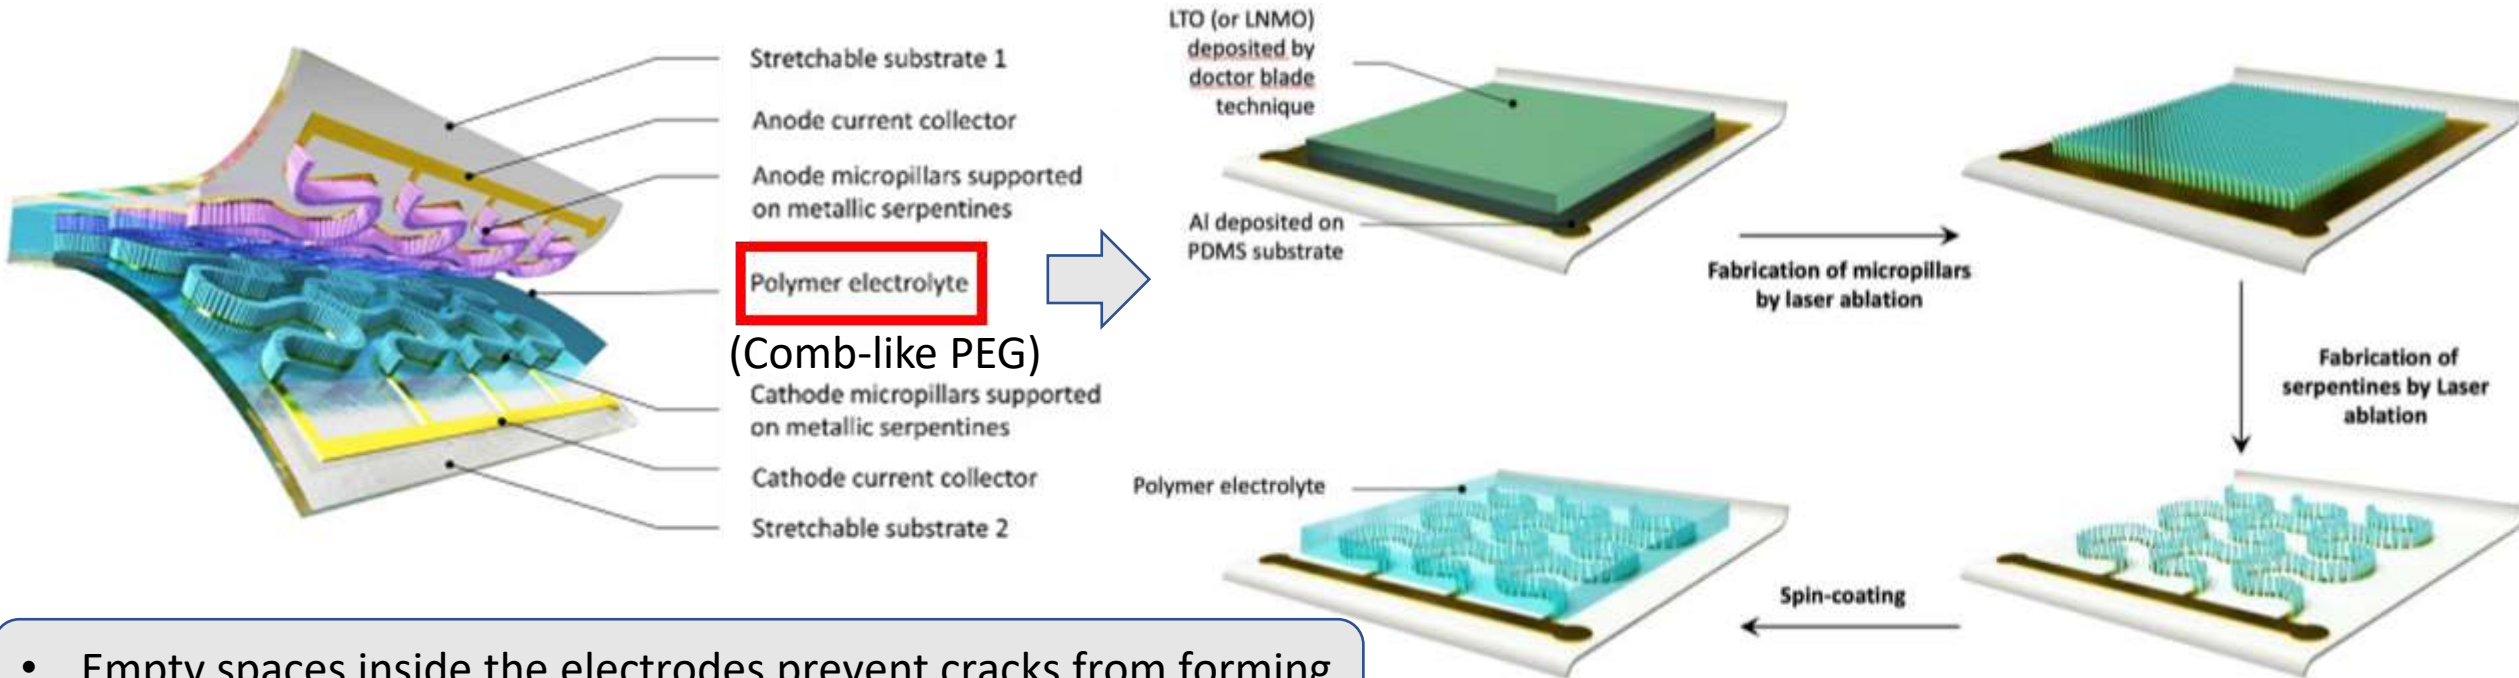 Stretchable substrate 1
Anode current collector
Anode micropillars supported
on metallic serpentines
Polymer electrolyte
(Comb-like PEG)
Cathode micropillars supported
on metallic serpentines
Cathode current collector
Stretchable substrate 2
LTO (or LNMO)
deposited by
doctor blade
technique
Al deposited on
PDMS substrate
Fabrication of micropillars
by laser ablation
Fabrication of
serpentines by Laser
ablation
Spin-coating
Polymer electrolyte
• Empty spaces inside the electrodes prevent cracks from forming